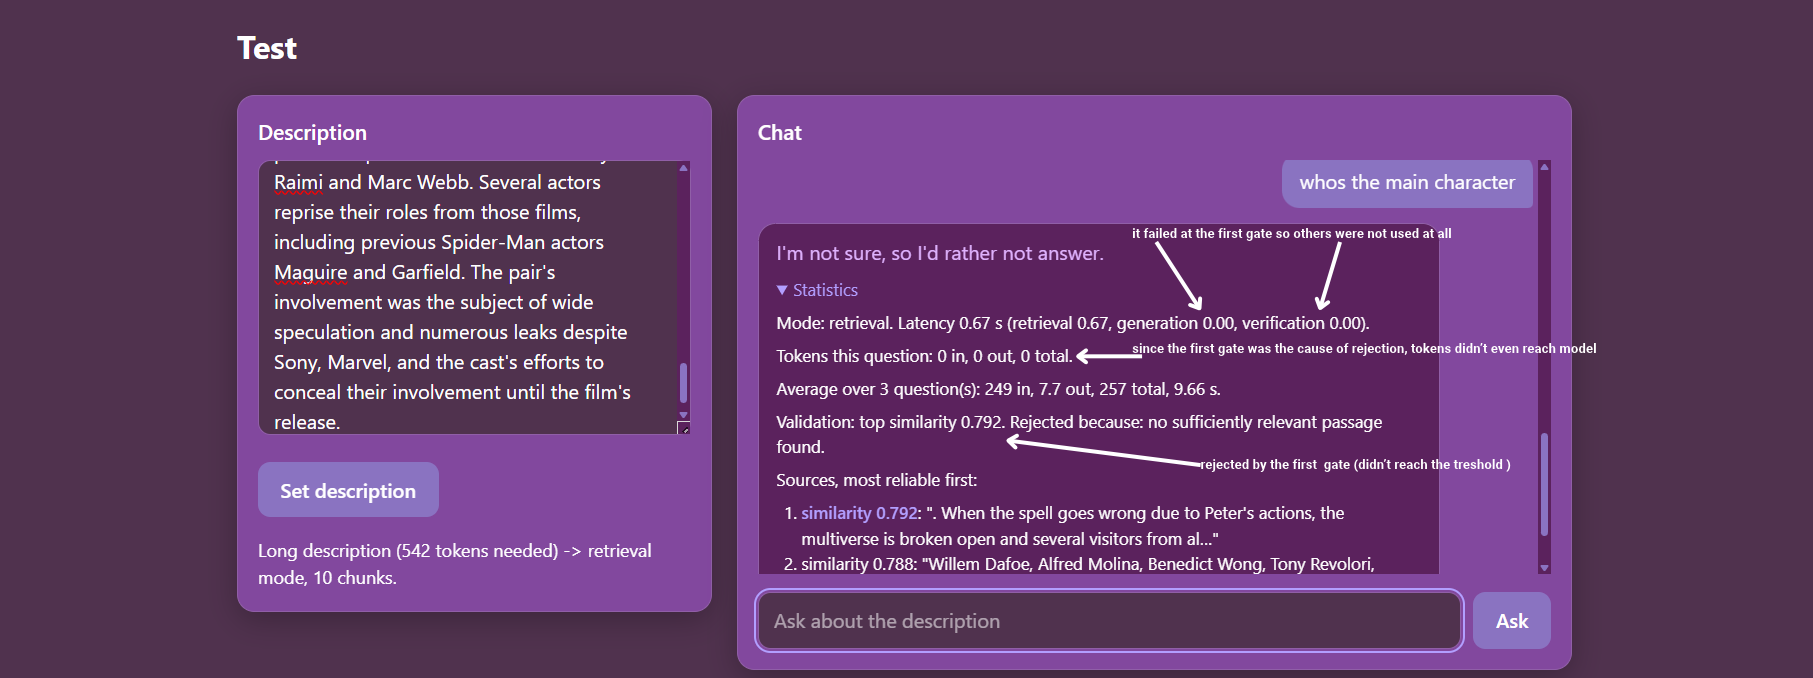 Test
Description
Raimi and Marc Webb. Several actors
reprise their roles from those films,
including previous Spider-Man actors
Maguire and Garfield. The pair's
involvement was the subject of wide
speculation and numerous leaks despite
Sony, Marvel, and the cast's efforts to
conceal their involvement until the film's
release.
Set description
Long description (542 tokens needed) -> retrieval
mode, 10 chunks.
Chat
whos the main character
it failed at the first gate so others were not used at all
I'm not sure, so I'd rather not answer.
▼ Statistics
Mode: retrieval. Latency 0.67 s (retrieval 0.67, generation 0.00, verification 0.00).
since the first gate was the cause of rejection, tokens didn't even reach model
Tokens this question: 0 in, 0 out, 0 total.
Average over 3 question(s): 249 in, 7.7 out, 257 total, 9.66 s.
Validation: top similarity 0.792. Rejected because: no sufficiently relevant passage
found.
rejected by the first gate (didn't reach the treshold )
Sources, most reliable first:
1. similarity 0.792: ". When the spell goes wrong due to Peter's actions, the
multiverse is broken open and several visitors from al..."
2. similarity 0.788: "Willem Dafoe, Alfred Molina, Benedict Wong, Tony Revolori,
Ask about the description
Ask